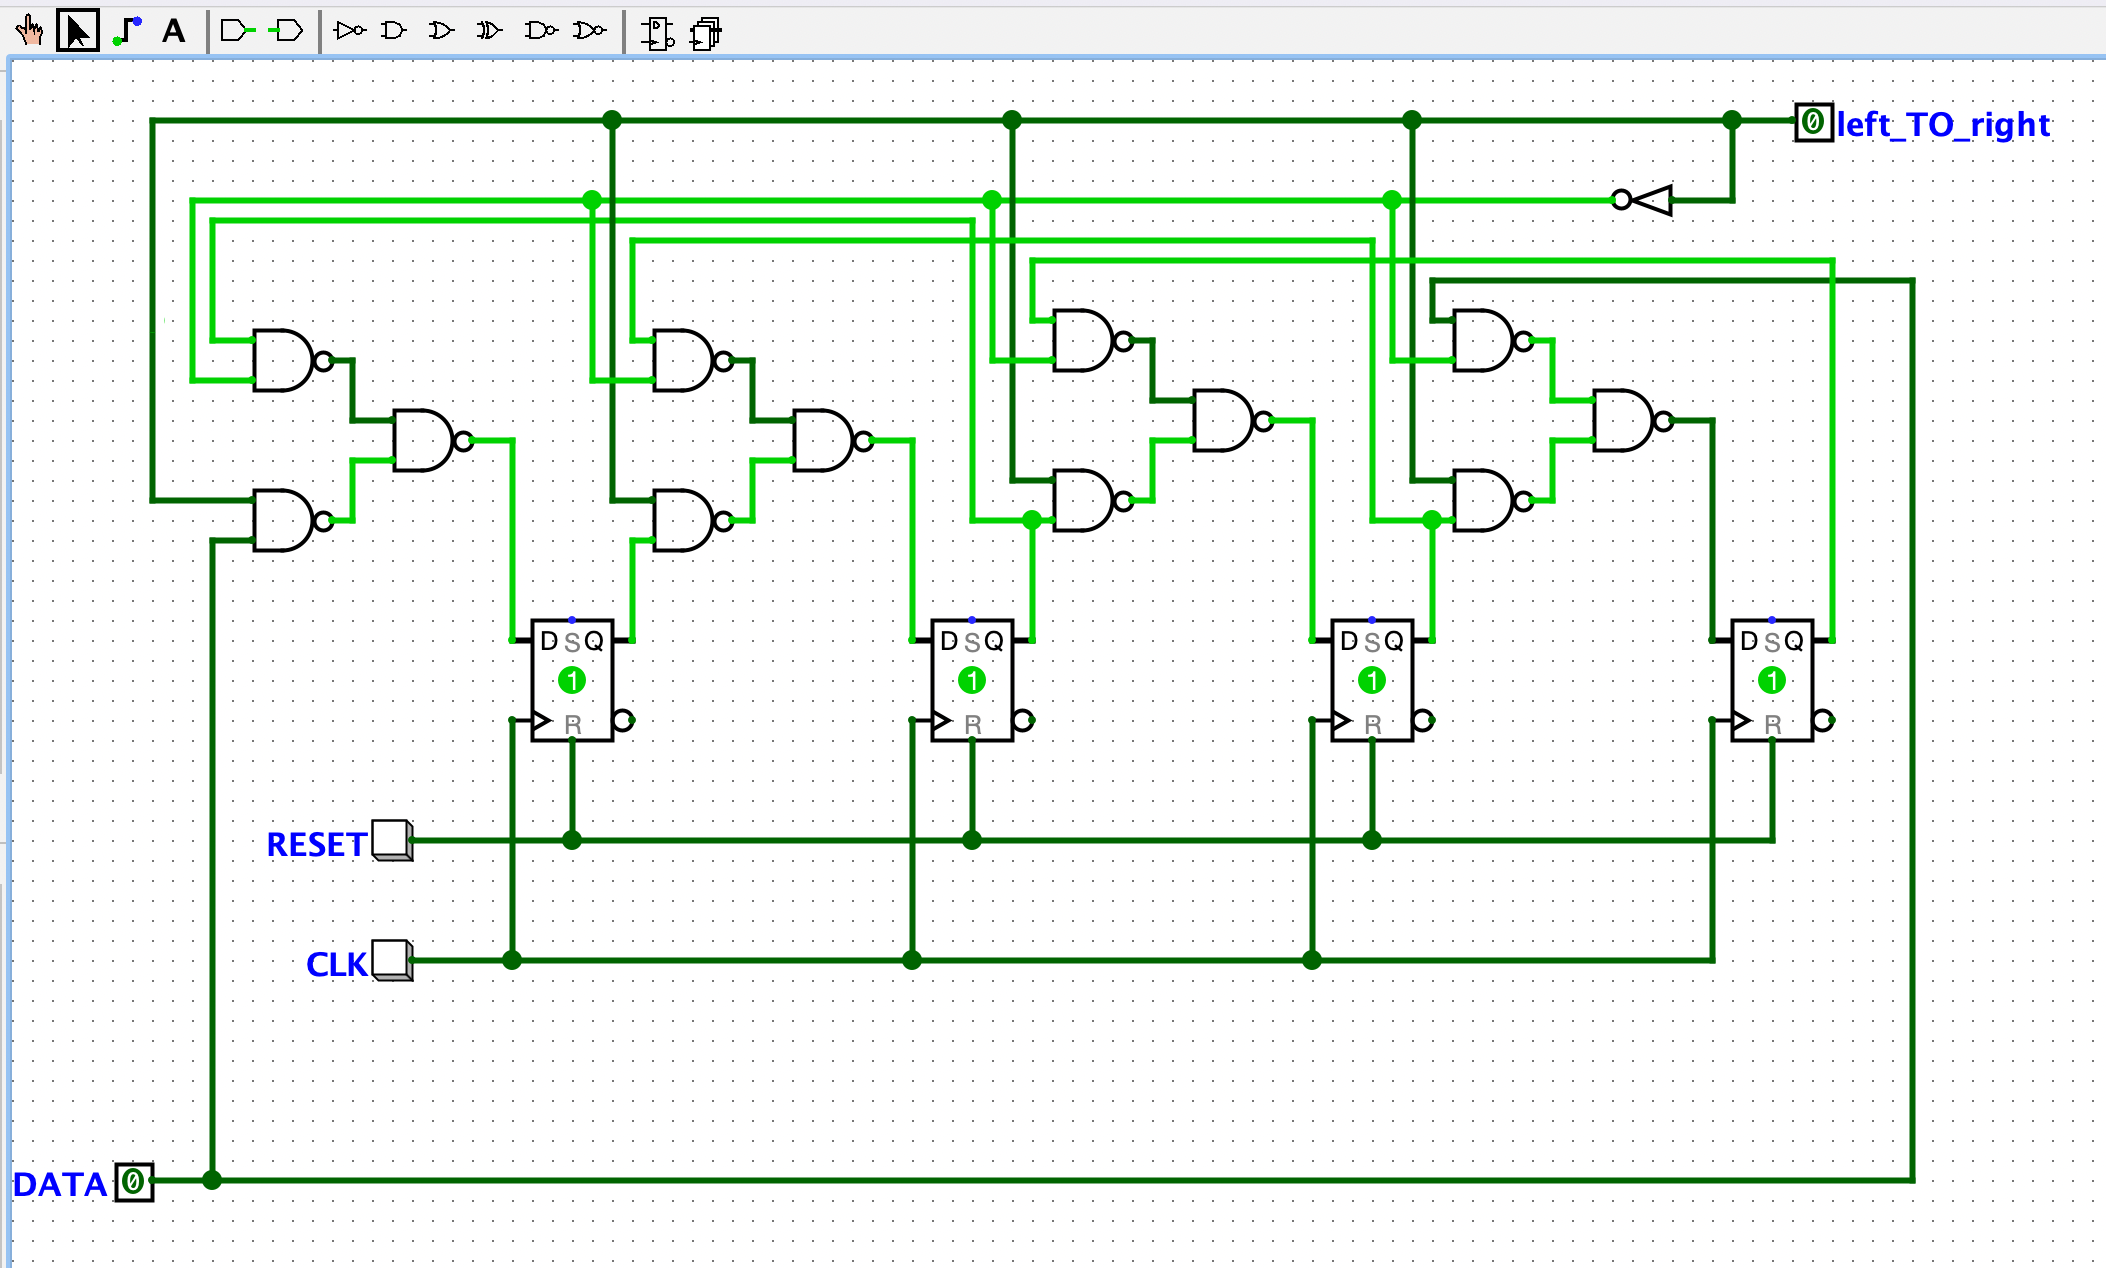 A
0 left_TO_right
D S Q D S Q D S Q D S Q
1 1 1 1
R R R R
RESET
CLK
DATA 0